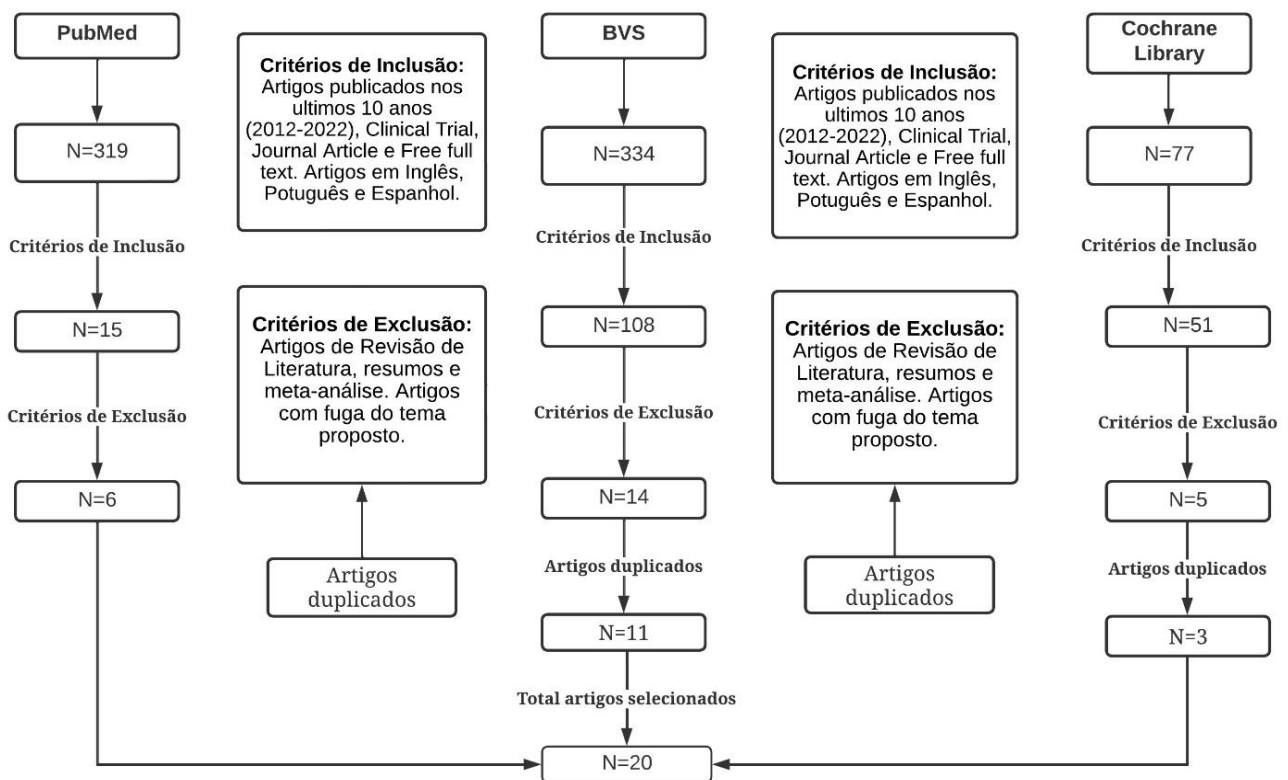 PubMed
N=319
Critérios de Inclusão
N=15
Critérios de Exclusão
N=6
Critérios de Inclusão:
Artigos publicados nos
ultimos 10 anos
(2012-2022), Clinical Trial,
Journal Article e Free full
text. Artigos em Inglês,
Potuguês e Espanhol.
Critérios de Exclusão:
Artigos de Revisão de
Literatura, resumos e
meta-análise. Artigos
com fuga do tema
proposto.
Artigos
duplicados
BVS
N=334
Critérios de Inclusão
N=108
Critérios de Exclusão
N=14
Artigos duplicados
N=11
Total artigos selecionados
N=20
Critérios de Inclusão:
Artigos publicados nos
ultimos 10 anos
(2012-2022), Clinical Trial,
Journal Article e Free full
text. Artigos em Inglês,
Potuguês e Espanhol.
Critérios de Exclusão:
Artigos de Revisão de
Literatura, resumos e
meta-análise. Artigos
com fuga do tema
proposto.
Artigos
duplicados
Cochrane
Library
N=77
Critérios de Inclusão
N=51
Critérios de Exclusão
N=5
Artigos duplicados
N=3